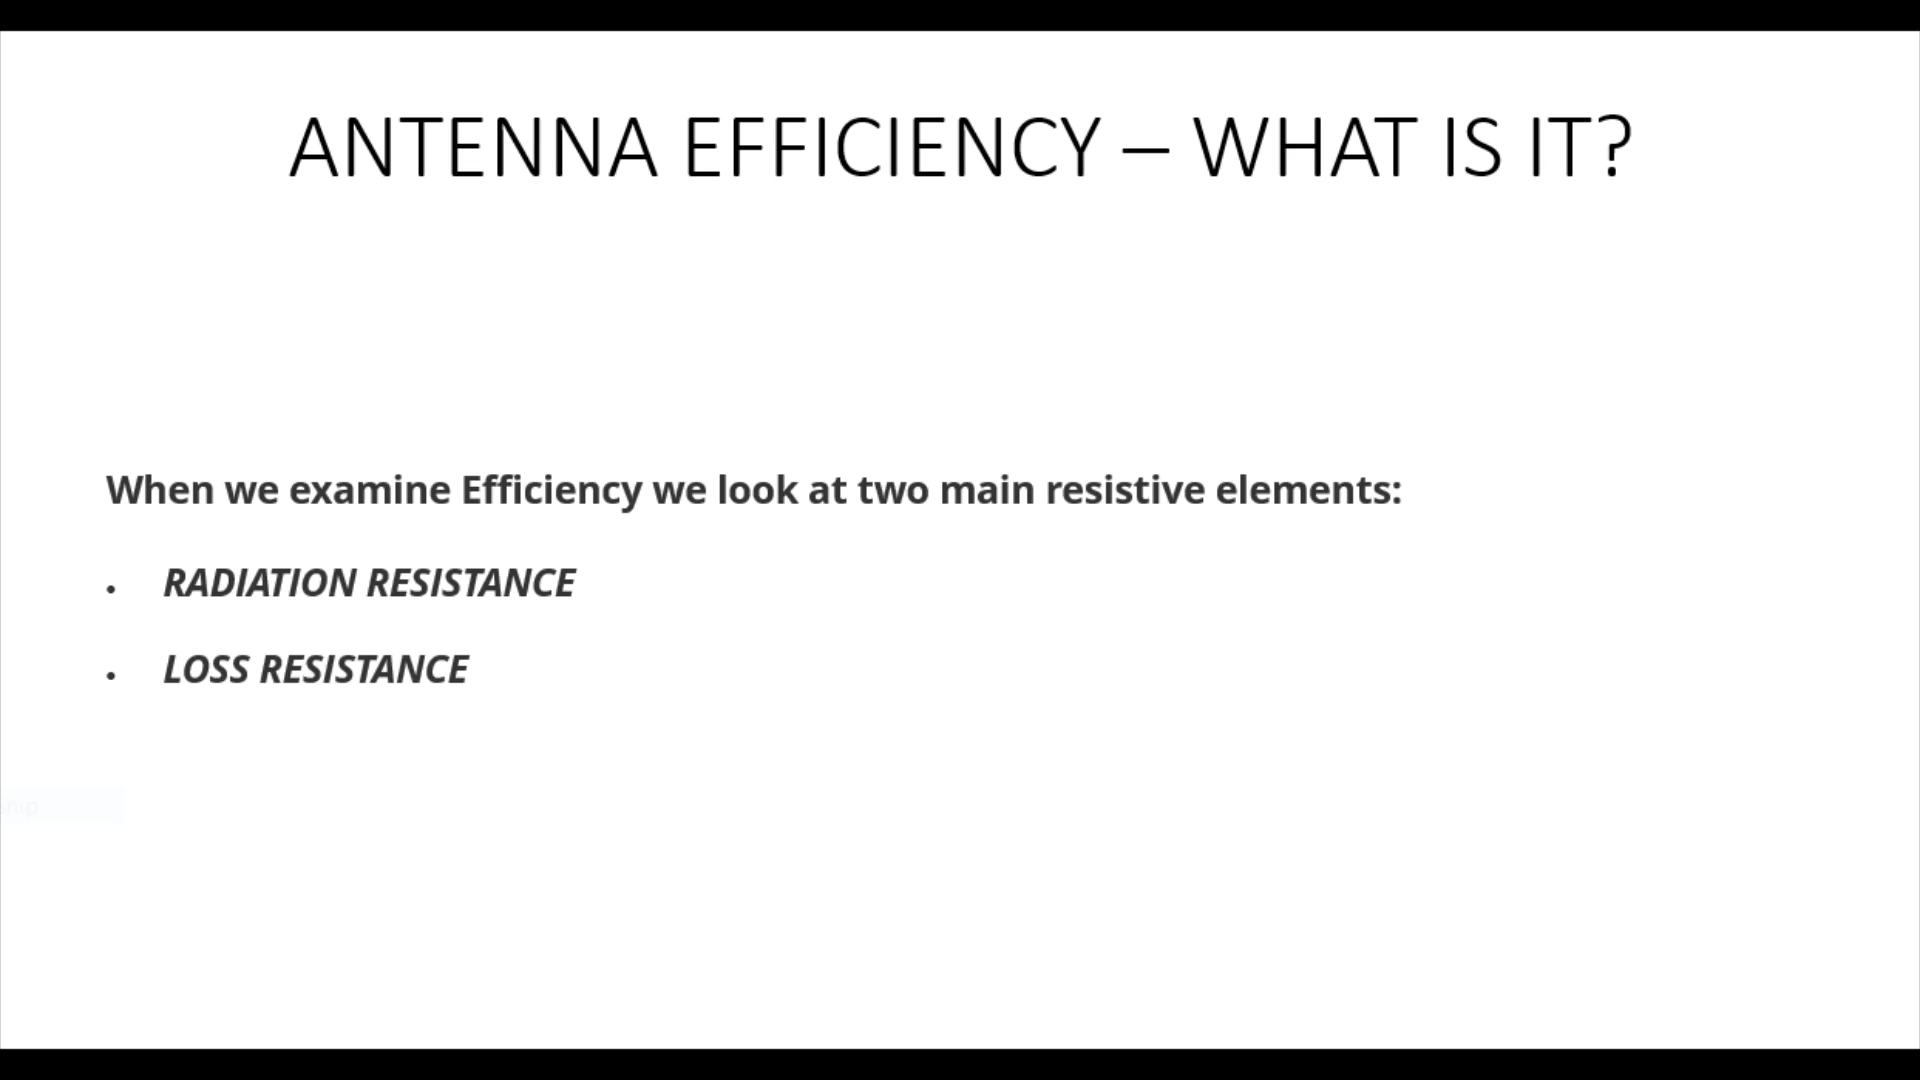 ANTENNA EFFICIENCY – WHAT IS IT?
When we examine Efficiency we look at two main resistive elements:
• RADIATION RESISTANCE
• LOSS RESISTANCE